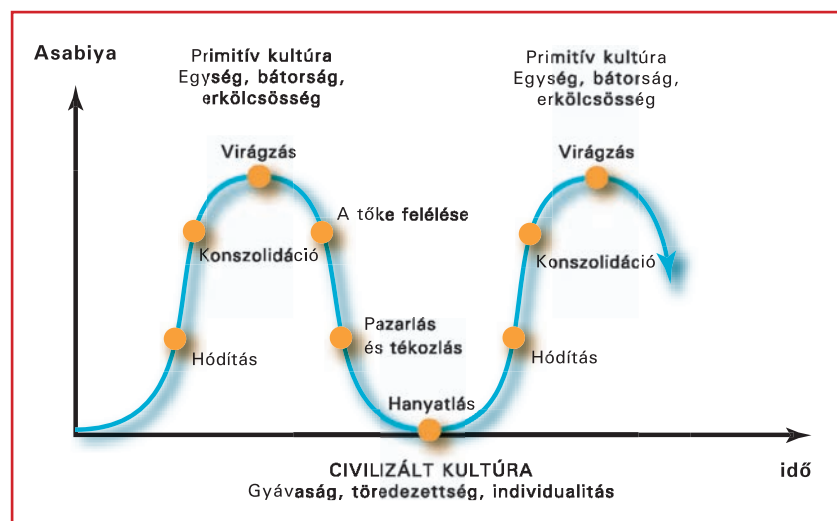 Asabiya
Primitív kultúra
Egység, bátorság,
erkölcsösség
Primitív kultúra
Egység, bátorság,
erkölcsösség
Virágzás
Virágzás
A tőke felélése
Konszolidáció
Konszolidáció
Pazarlás
és tékozlás
Hódítás
Hódítás
Hanyatlás
CIVILIZÁLT KULTÚRA
idő
Gyávaság, töredezettség, individualitás